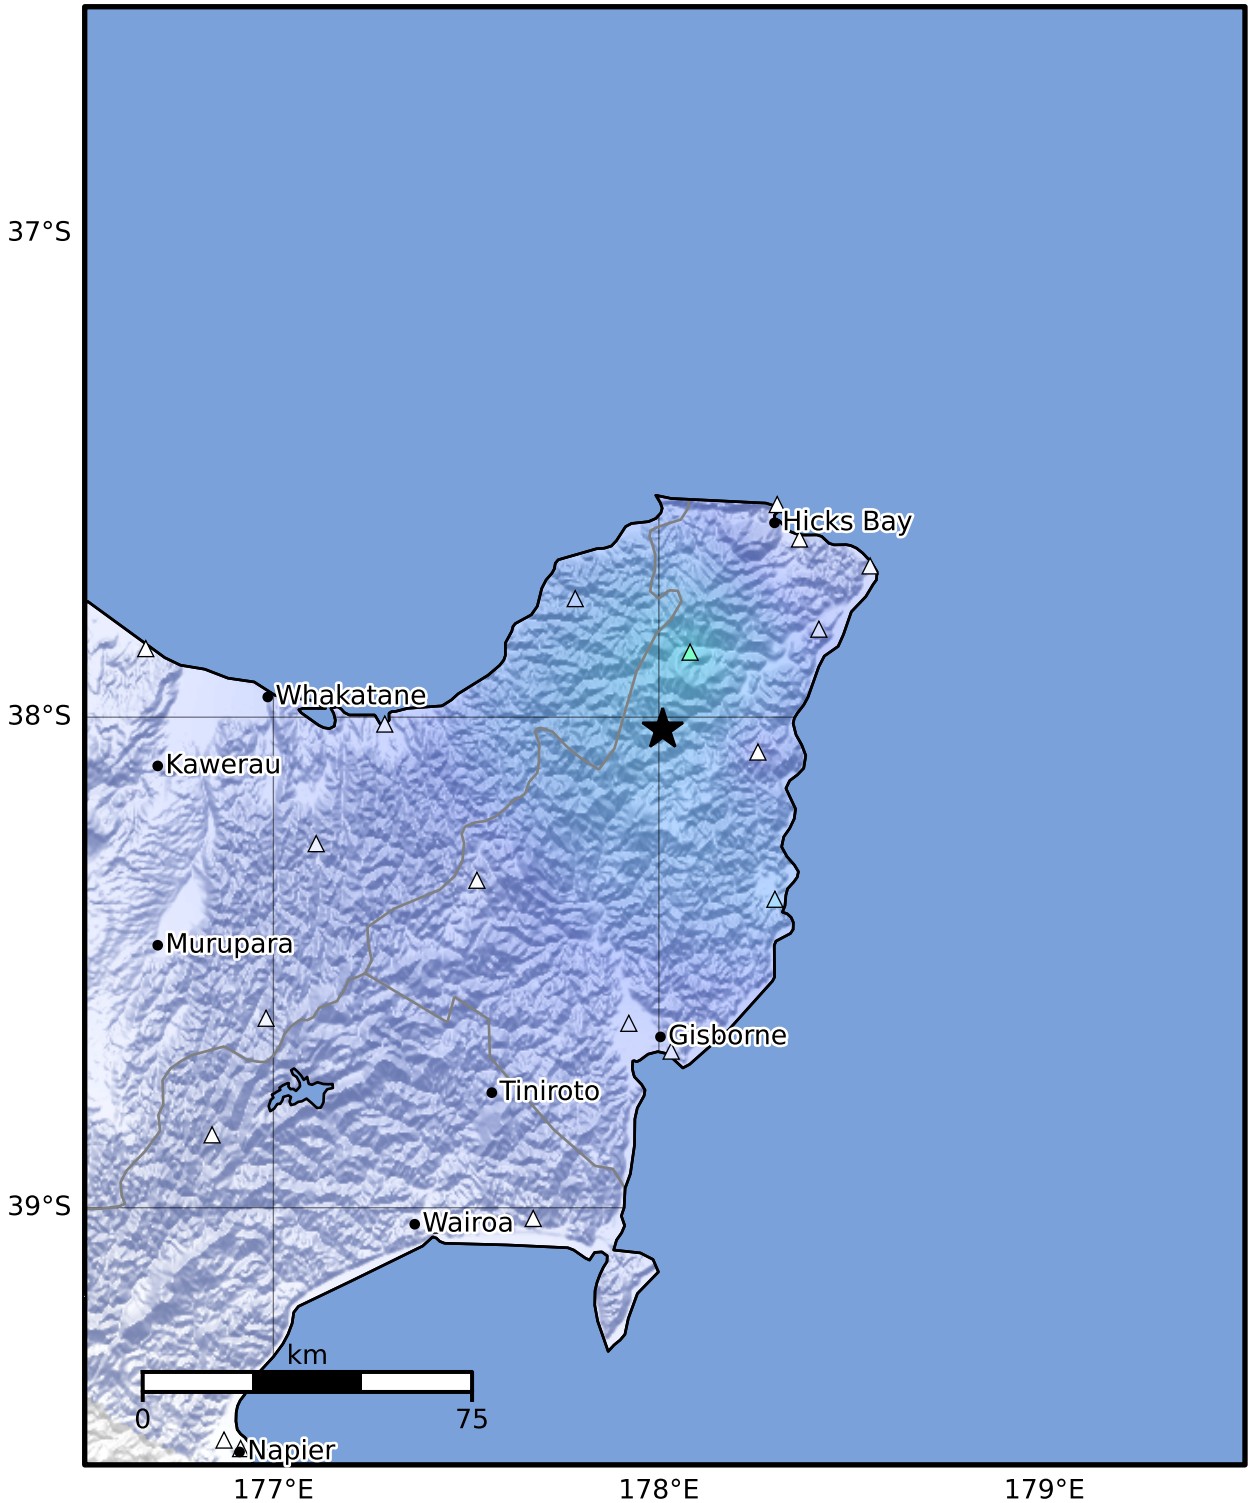 37°S
Hicks Bay
Whakatane
38°S
Kawerau
Murupara
Gisborne
Tiniroto
39°S
Wairoa
km
0
75
Napier
177°E
178°E
179°E